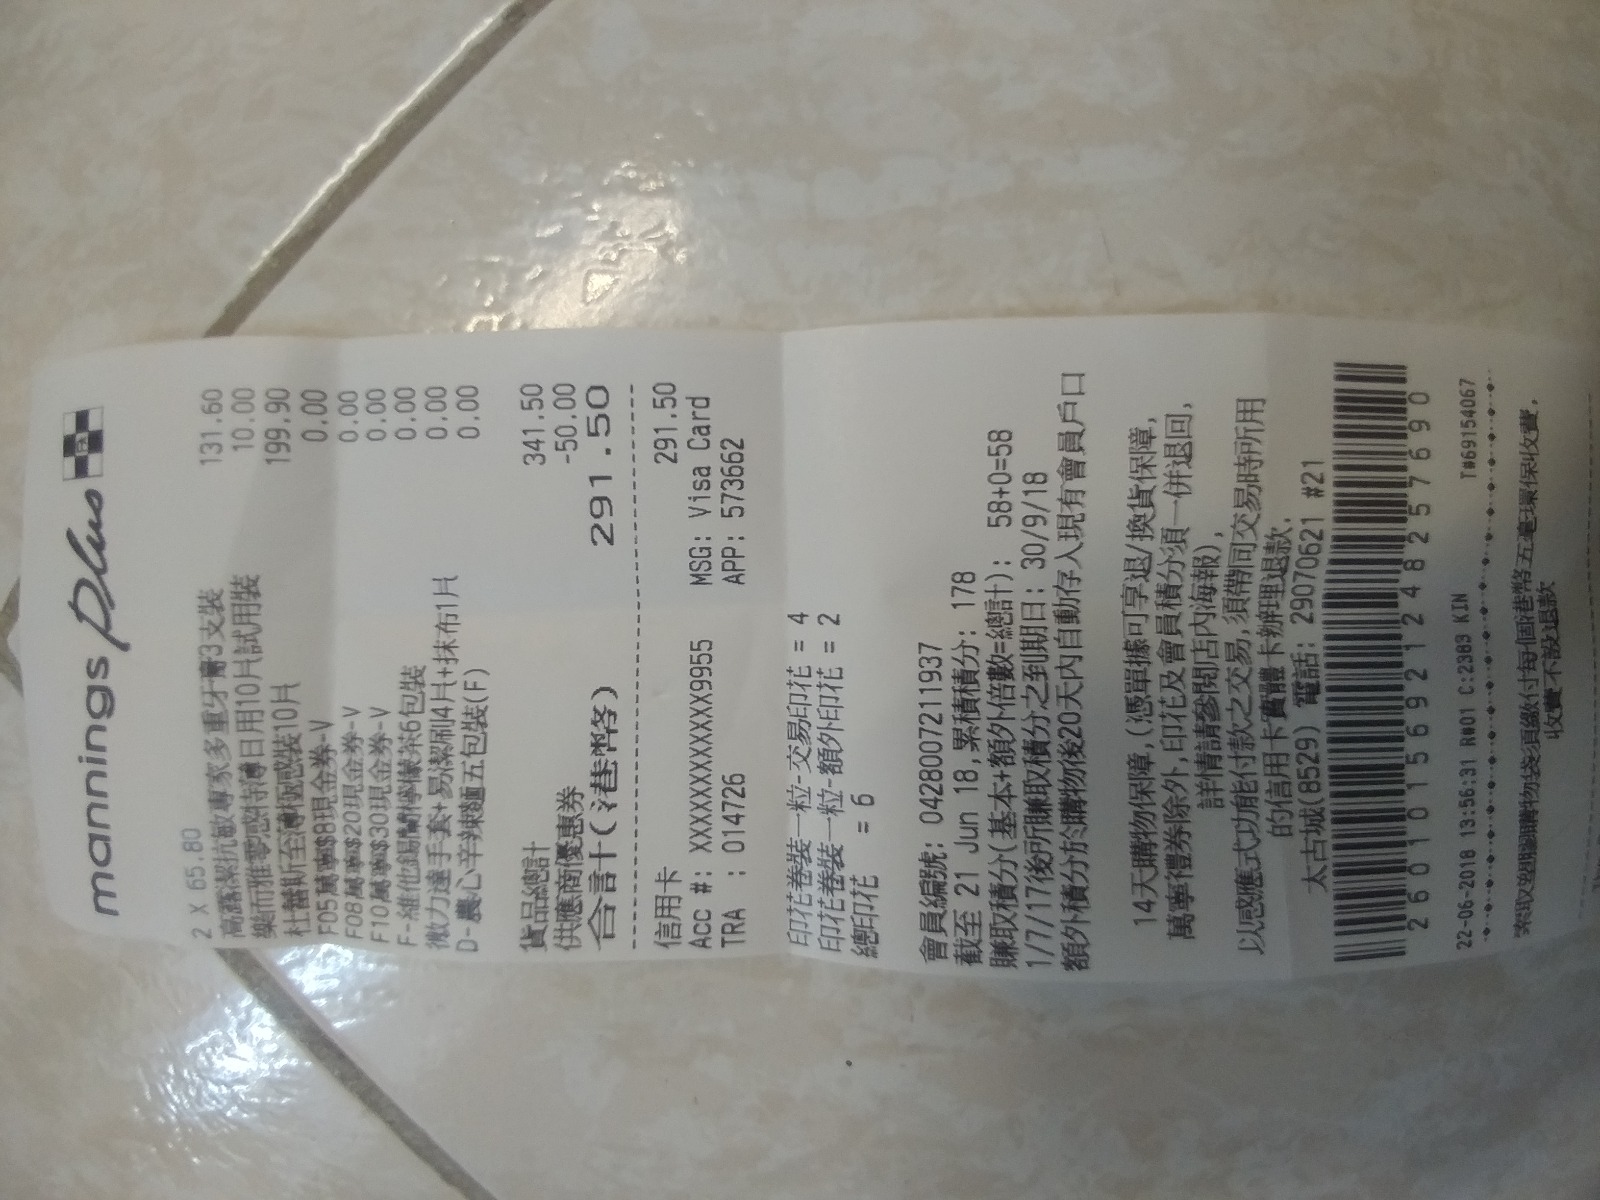 mannings plus
2 X 65.80
高露潔抗敏專家多重牙膏3支裝 131.60
樂而雅零感特薄日用10片試用裝 10.00
杜蕾斯至薄幻隱感裝10片 199.90
F05萬寧$8現金券-V 0.00
F08萬寧$20現金券-V 0.00
F10萬寧$30現金券-V 0.00
F-維他錫蘭檸檬茶6包裝 0.00
微力達手套+易潔刷4片+抹布1片 0.00
D-農心辛辣麵五包裝(F) 0.00
貨品總計 341.50
供應商優惠券 -50.00
合計(港幣) 291.50
信用卡 291.50
Acc #: XXXXXXXXXXXX9955 MSG: Visa Card
TRA : 014726 APP: 573662
印花卷裝一粒-交易印花 = 4
印花卷裝一粒-額外印花 = 2
總印花 = 6
會員編號: 0428007211937
截至 21 Jun 18,累積積分: 178
賺取積分(基本+額外倍數=總計): 58+0=58
1/7/17後所賺取積分之到期日: 30/9/18
額外積分於購物後20天內自動存入現有會員戶口
14天購物保障,(憑單據可享退/換貨保障,
萬寧禮券除外,印花及會員積分須一併退回,
詳情請參閱店內海報),
以感應式功能付款之交易,須帶同交易時所用
的信用卡實體卡辦理退款.
太古城(8529) 電話: 29070621 #21
2601015692124825 7690
22-06-2018 13:56:31 R#01 C:2383 KIN T#69154067
索取塑膠購物袋須繳付每個港幣五毫環保收費,
收費不設退款